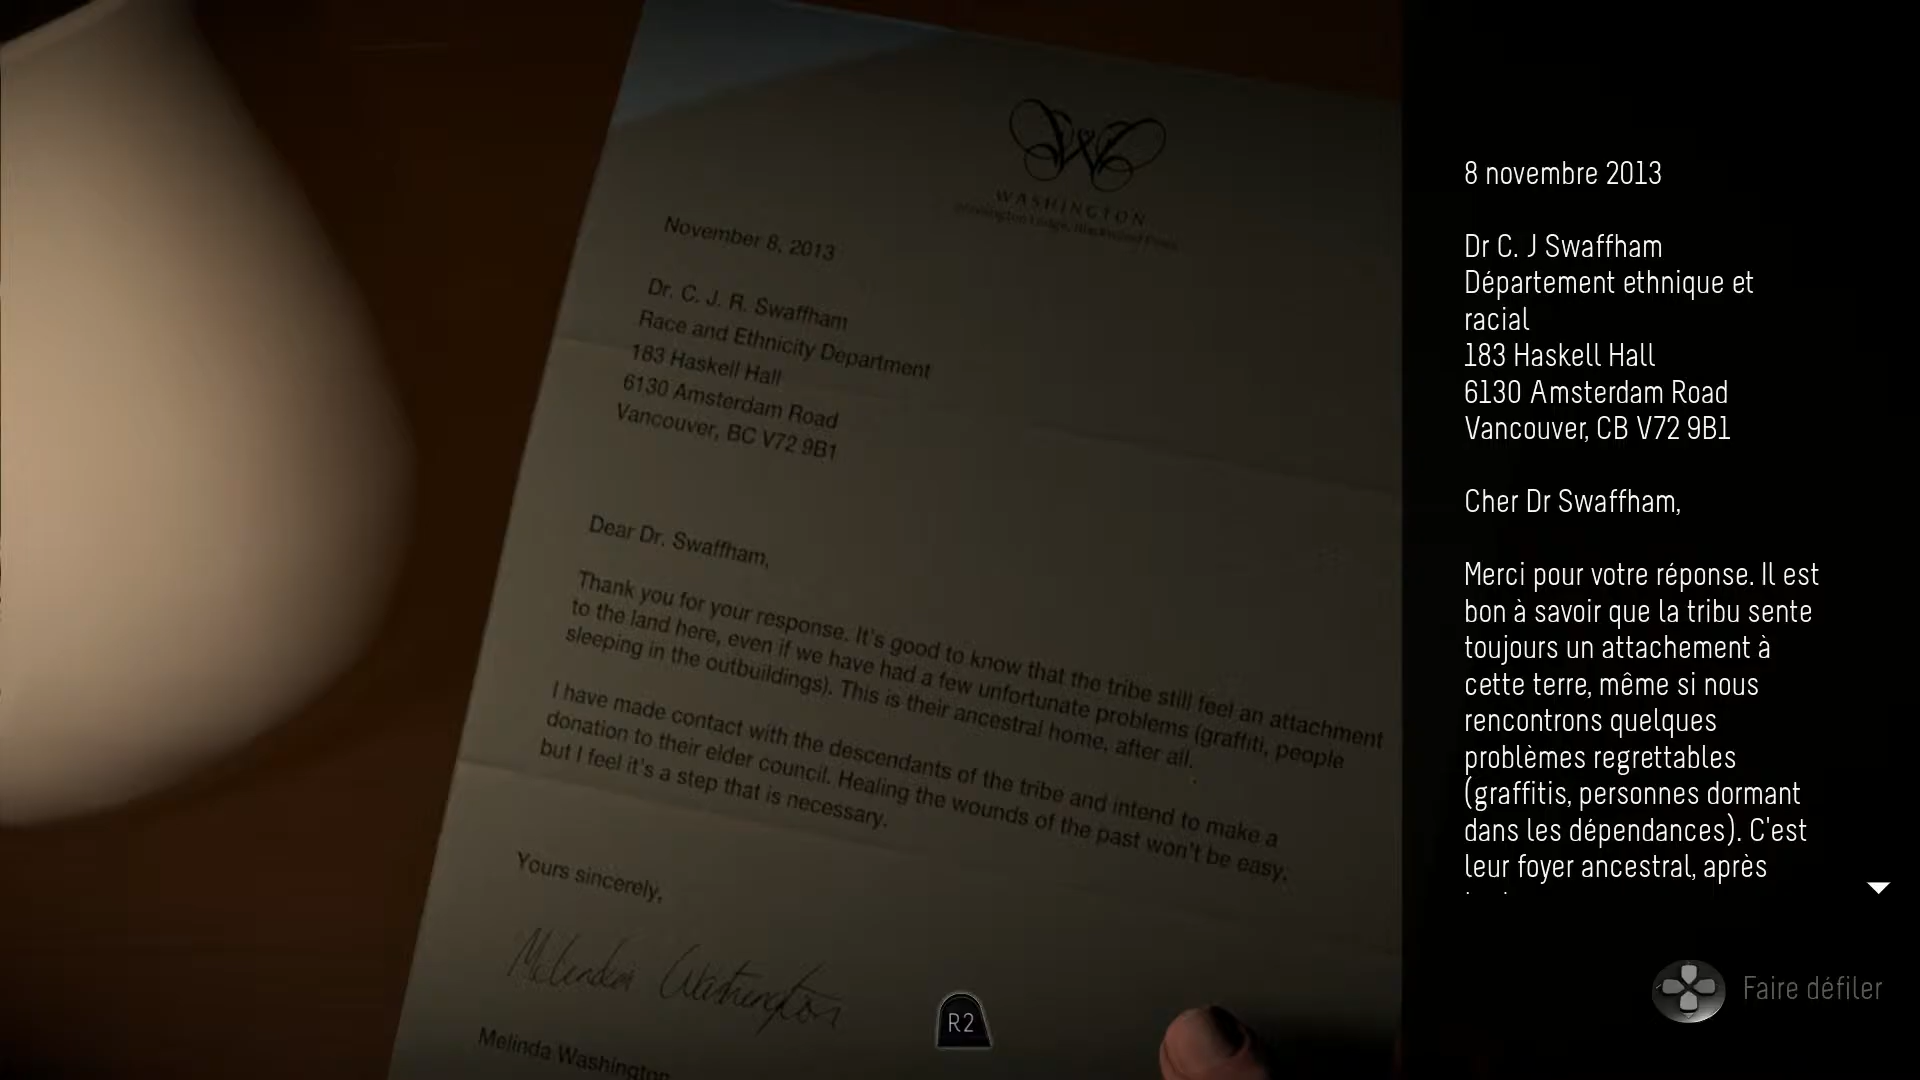 WASHINGTON
November 8, 2013
Dr. C. J. R. Swaffham
Race and Ethnicity Department
183 Haskell Hall
6130 Amsterdam Road
Vancouver, BC V72 9B1
Dear Dr. Swaffham,
Thank you for your response. It's good to know that the tribe still feel an attachment
to the land here, even if we have had a few unfortunate problems (graffiti, people
sleeping in the outbuildings). This is their ancestral home, after all.
I have made contact with the descendants of the tribe and intend to make a
donation to their elder council. Healing the wounds of the past won't be easy,
but I feel it's a step that is necessary.
Yours sincerely,
Melinda Washington
Melinda Washington
R2
8 novembre 2013
Dr C. J Swaffham
Département ethnique et
racial
183 Haskell Hall
6130 Amsterdam Road
Vancouver, CB V72 9B1
Cher Dr Swaffham,
Merci pour votre réponse. Il est
bon à savoir que la tribu sente
toujours un attachement à
cette terre, même si nous
rencontrons quelques
problèmes regrettables
(graffitis, personnes dormant
dans les dépendances). C'est
leur foyer ancestral, après
Faire défiler